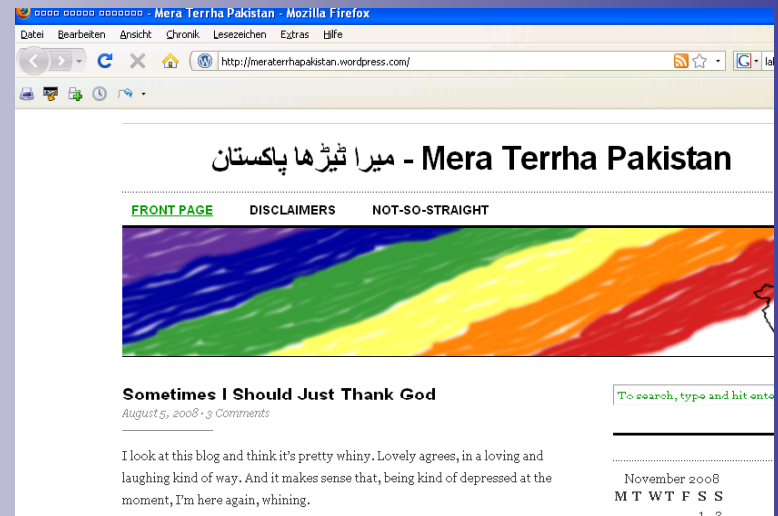 - Mera Terrha Pakistan - Mozilla Firefox
Datei Bearbeiten Ansicht Chronik Lesezeichen Extras Hilfe
http://meraterrhapakistan.wordpress.com/
میرا ٹیڑھا پاکستان - Mera Terrha Pakistan
FRONT PAGE DISCLAIMERS NOT-SO-STRAIGHT
Sometimes I Should Just Thank God
August 5, 2008 · 3 Comments
I look at this blog and think it's pretty whiny. Lovely agrees, in a loving and
laughing kind of way. And it makes sense that, being kind of depressed at the
moment, I'm here again, whining.
To search, type and hit ente
November 2008
M T W T F S S